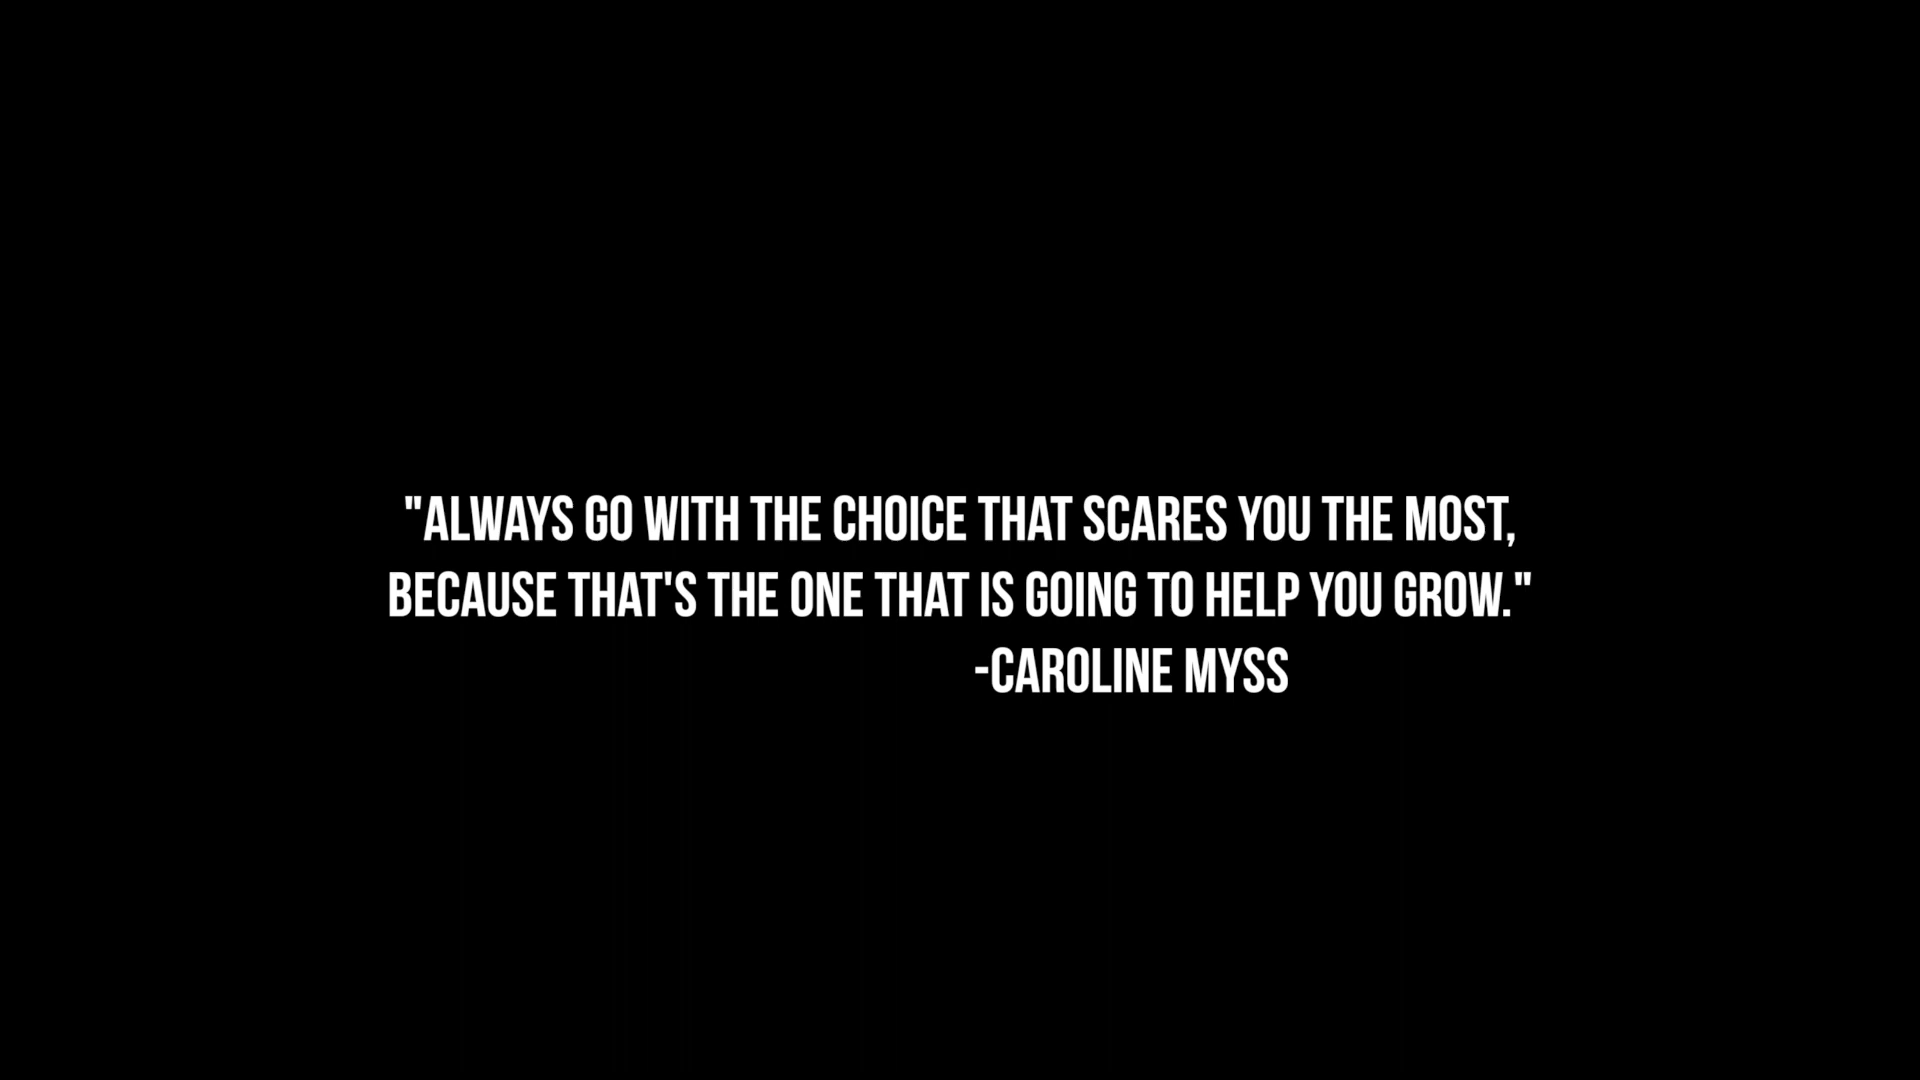 "ALWAYS GO WITH THE CHOICE THAT SCARES YOU THE MOST,
BECAUSE THAT'S THE ONE THAT IS GOING TO HELP YOU GROW."
-CAROLINE MYSS